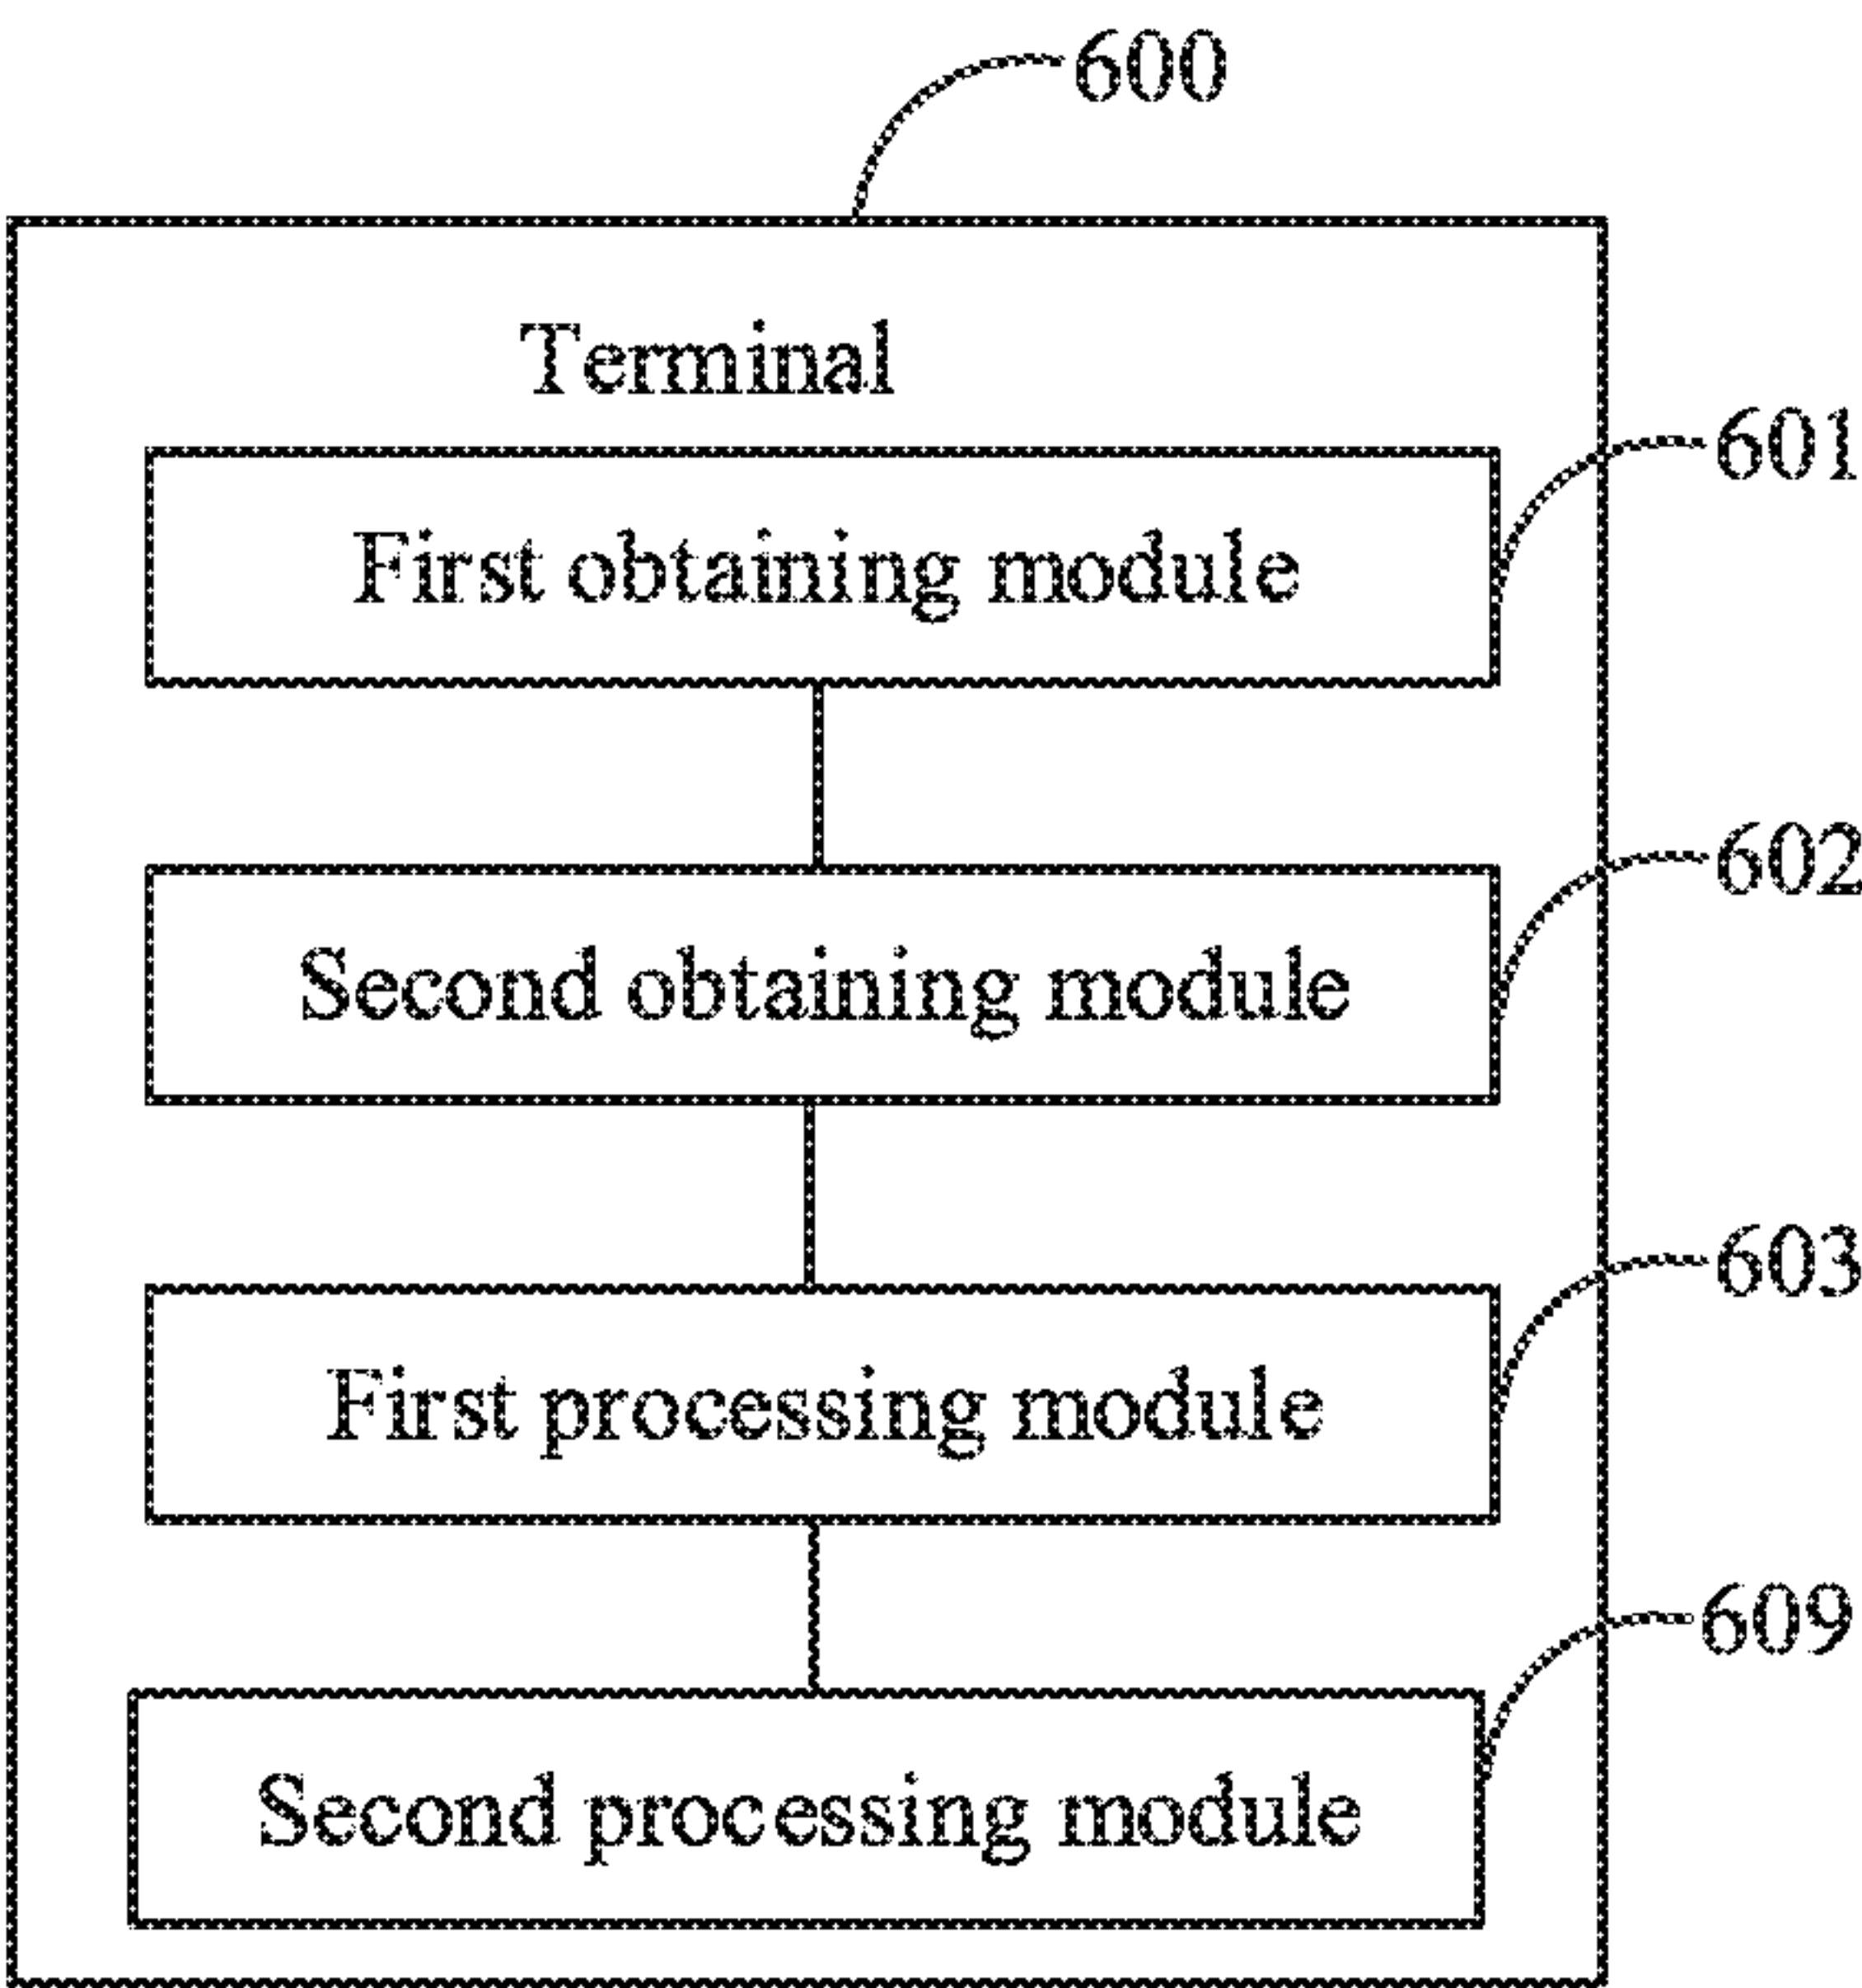 600
Terminal
601
First obtaining module
602
Second obtaining module
603
First processing module
609
Second processing module